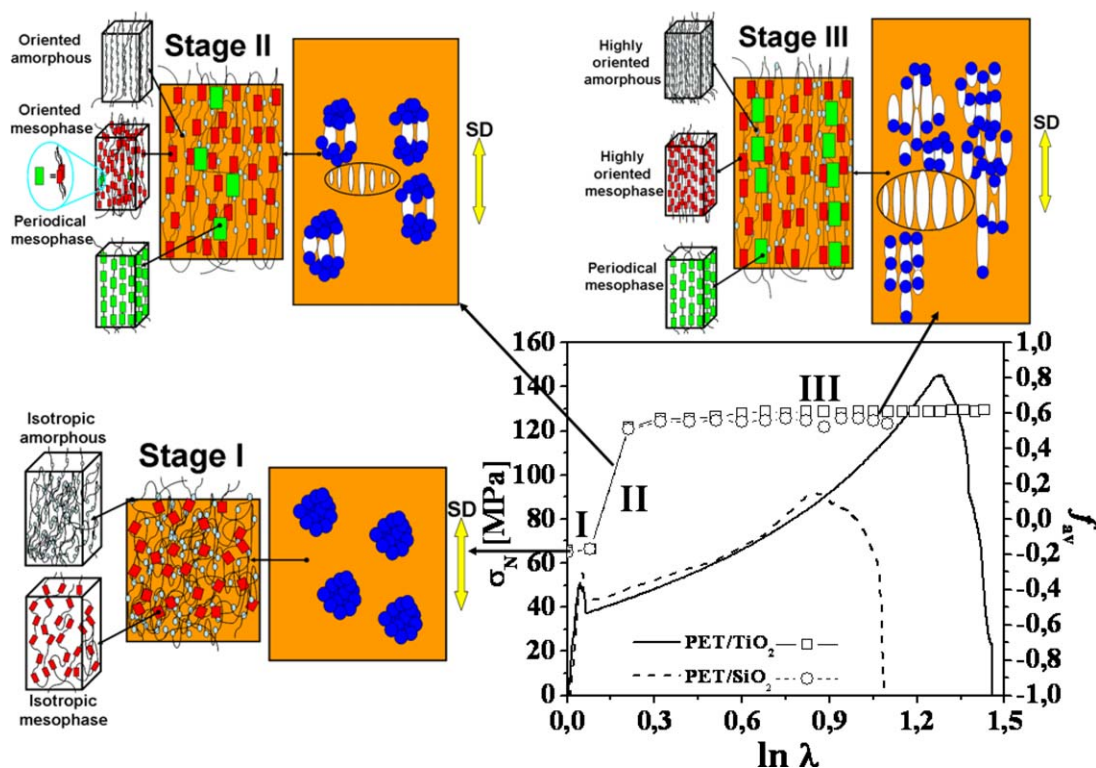 Oriented
amorphous
Stage II
Oriented
mesophase
SD
Periodical
mesophase
Highly
oriented
amorphous
Stage III
Highly
oriented
mesophase
SD
Periodical
mesophase
Isotropic
amorphous
Stage I
SD
Isotropic
mesophase
160
140
120
100
80
60
40
20
0
σN [MPa]
I
II
III
PET/TiO2
PET/SiO2
1,0
0,8
0,6
0,4
0,2
0,0
-0,2
-0,4
-0,6
-0,8
-1,0
fav
0,0
0,3
0,6
0,9
1,2
1,5
ln λ